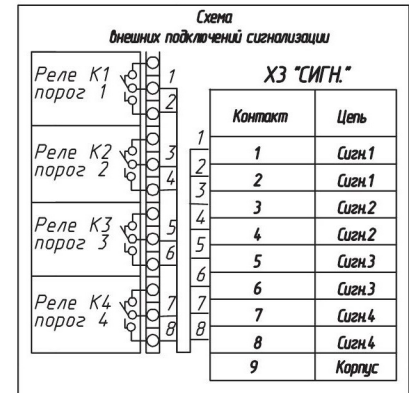 Схема
внешних подключений сигнализации
Реле К1
порог 1
1
2
Реле К2
порог 2
3
4
Реле К3
порог 3
5
6
Реле К4
порог 4
7
8
1
2
3
4
5
6
7
8
Х3 "СИГН."
Контакт Цепь
1 Сигн.1
2 Сигн.1
3 Сигн.2
4 Сигн.2
5 Сигн.3
6 Сигн.3
7 Сигн.4
8 Сигн.4
9 Корпус